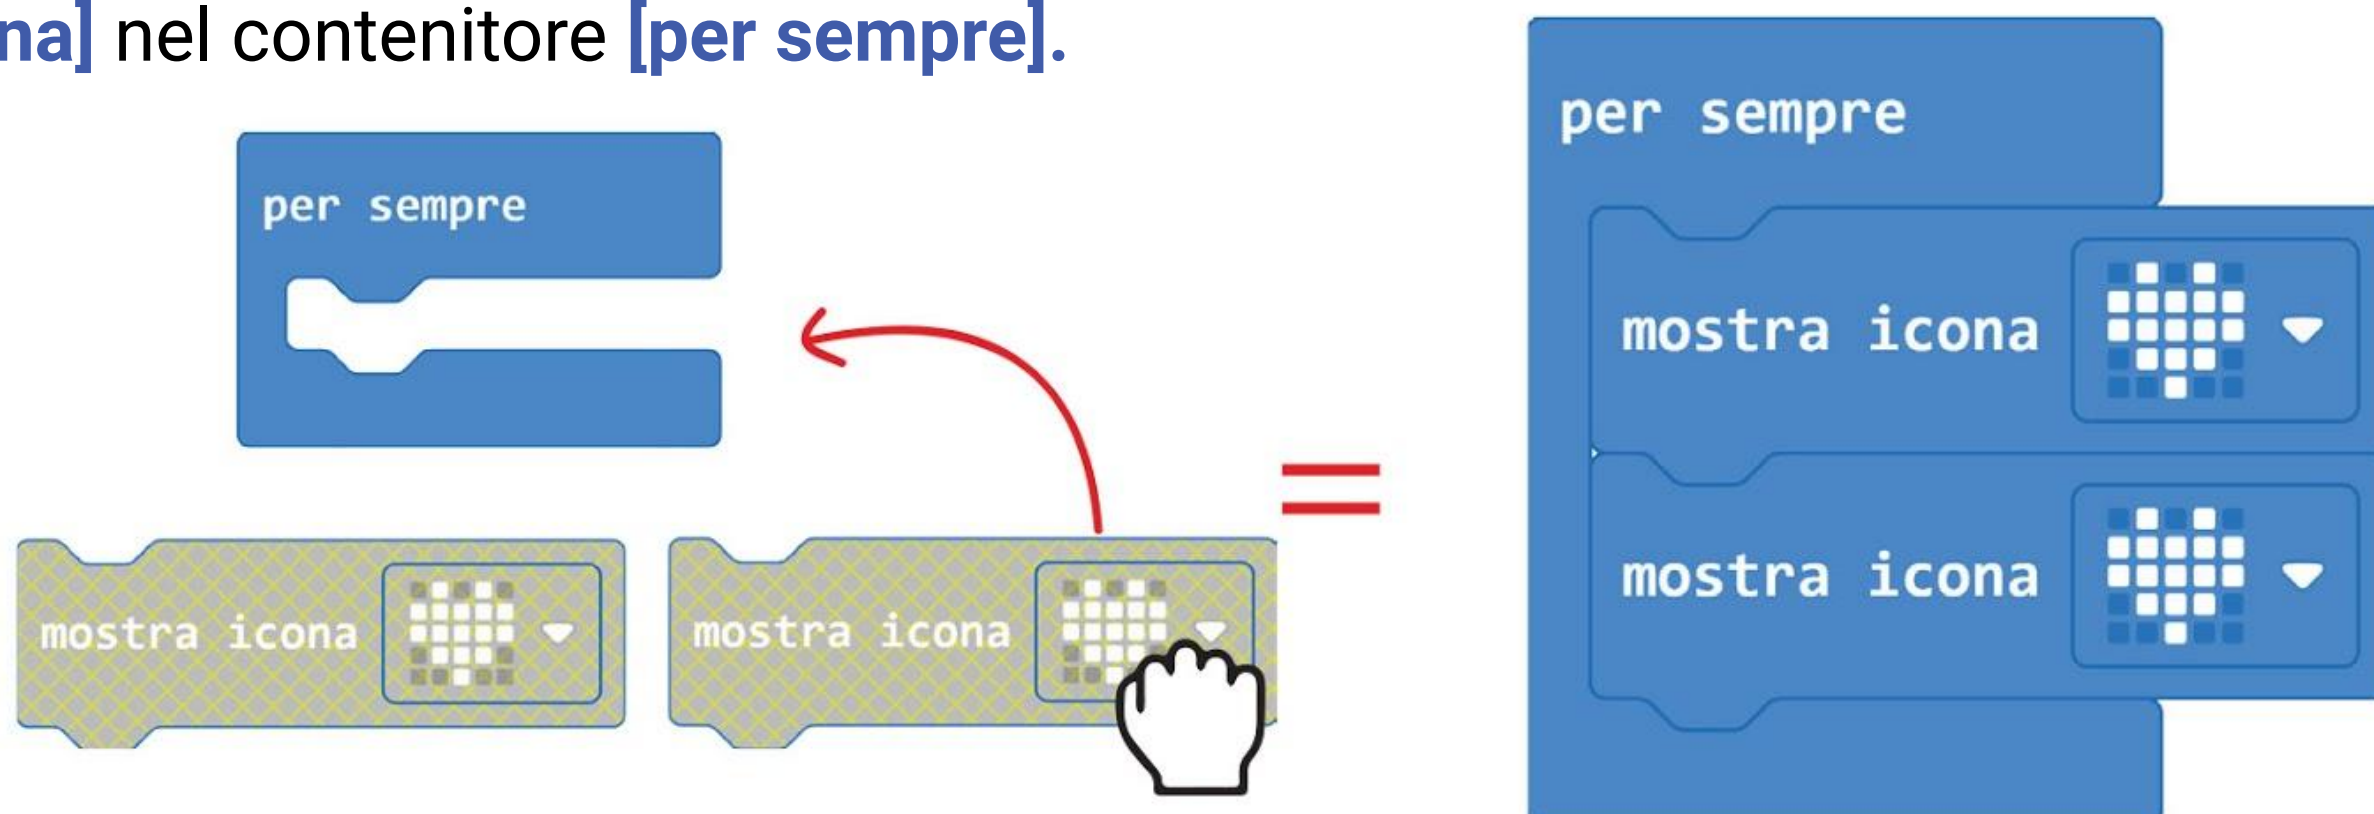 na] nel contenitore [per sempre].
per sempre
mostra icona
mostra icona
=
per sempre
mostra icona
mostra icona